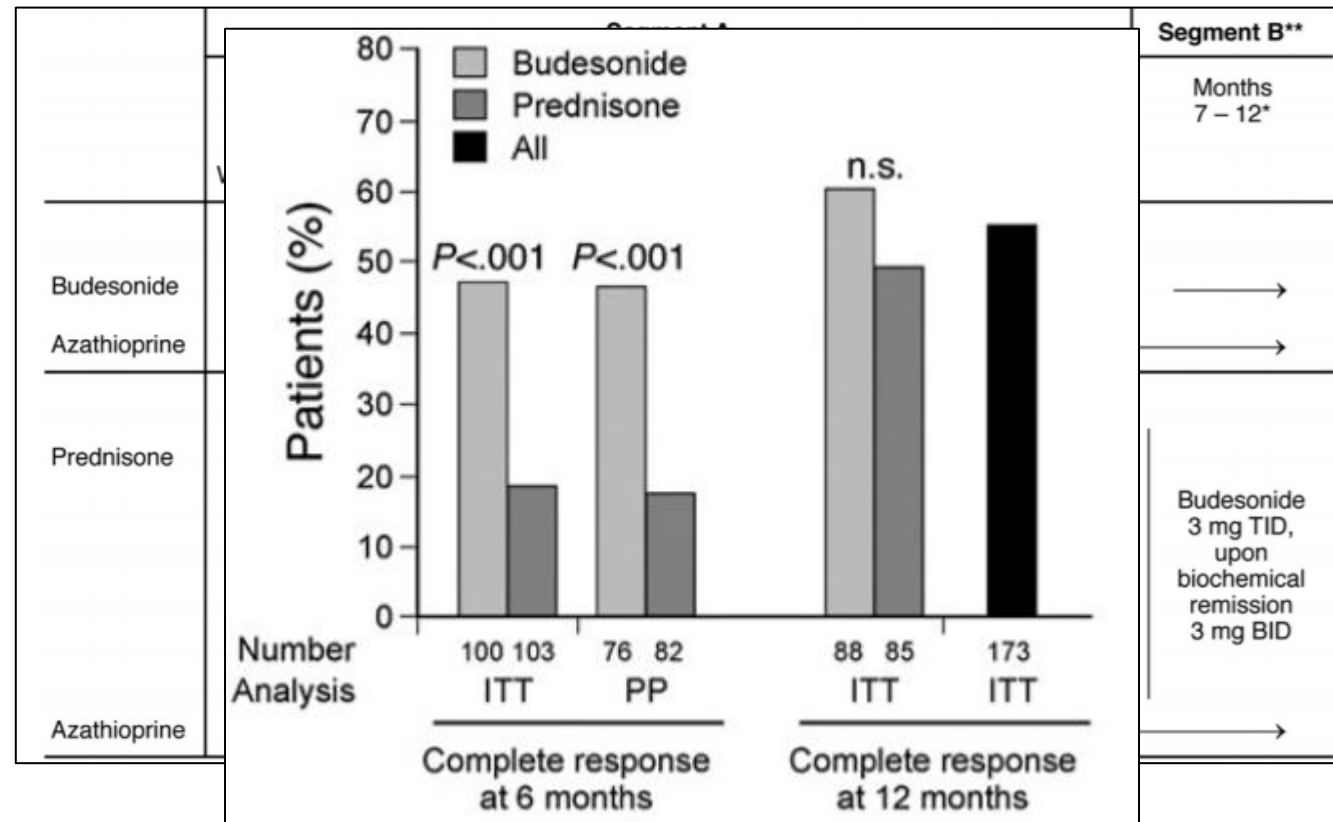 Segment B**
Months
7 – 12*
Budesonide
Azathioprine
Prednisone
Azathioprine
Budesonide
3 mg TID,
upon
biochemical
remission
3 mg BID
Budesonide
Prednisone
All
Patients (%)
80
70
60
50
40
30
20
10
0
P<.001 P<.001
n.s.
Number 100 103 76 82 88 85 173
Analysis ITT PP ITT ITT
Complete response
at 6 months
Complete response
at 12 months